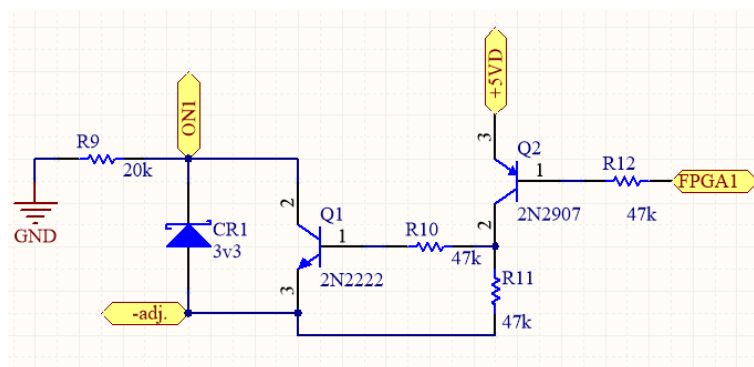 +5VD
ON1
R9
20k
GND
3
Q2
1
R12
FPGA1
2N2907
47k
2
2
Q1
1
R10
47k
CR1
3v3
2N2222
3
R11
47k
-adj.